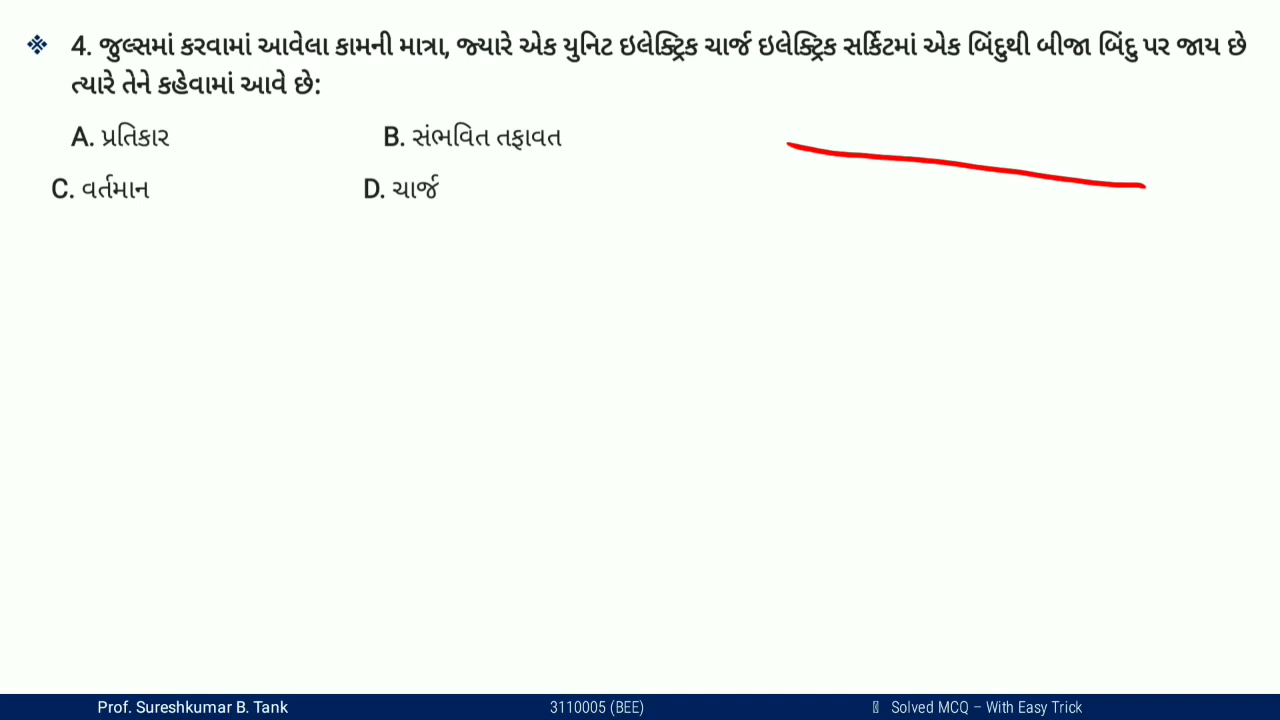 ❖ 4. જુલ્સમાં કરવામાં આવેલા કામની માત્રા, જ્યારે એક યુનિટ ઇલેક્ટ્રિક ચાર્જ ઇલેક્ટ્રિક સર્કિટમાં એક બિંદુથી બીજા બિંદુ પર જાય છે
ત્યારે તેને કહેવામાં આવે છે:
A. પ્રતિકાર B. સંભવિત તફાવત
C. વર્તમાન D. ચાર્જ
Prof. Sureshkumar B. Tank 3110005 (BEE) Solved MCQ – With Easy Trick